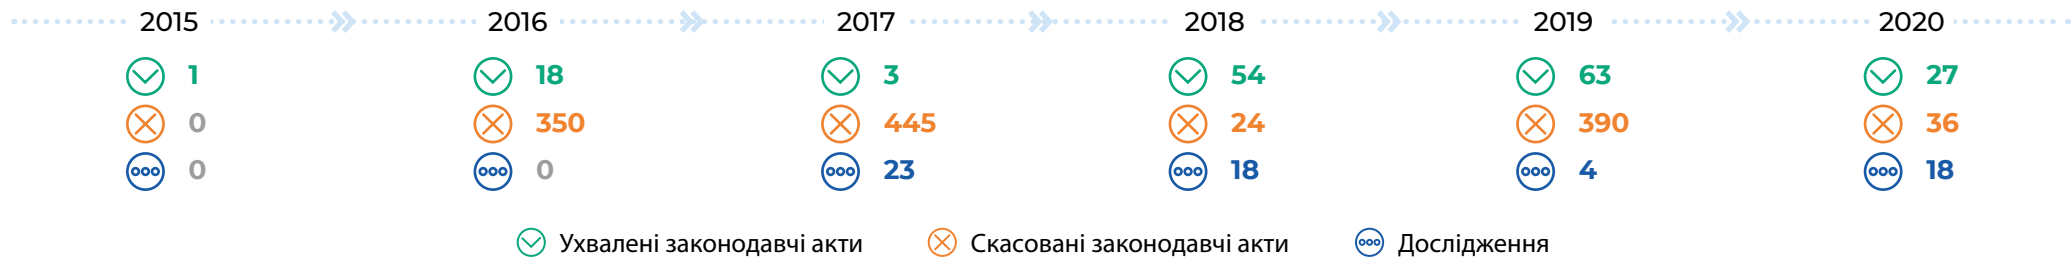 2015 2016 2017 2018 2019 2020
1 18 3 54 63 27
0 350 445 24 390 36
0 0 23 18 4 18
Ухвалені законодавчі акти Скасовані законодавчі акти Дослідження